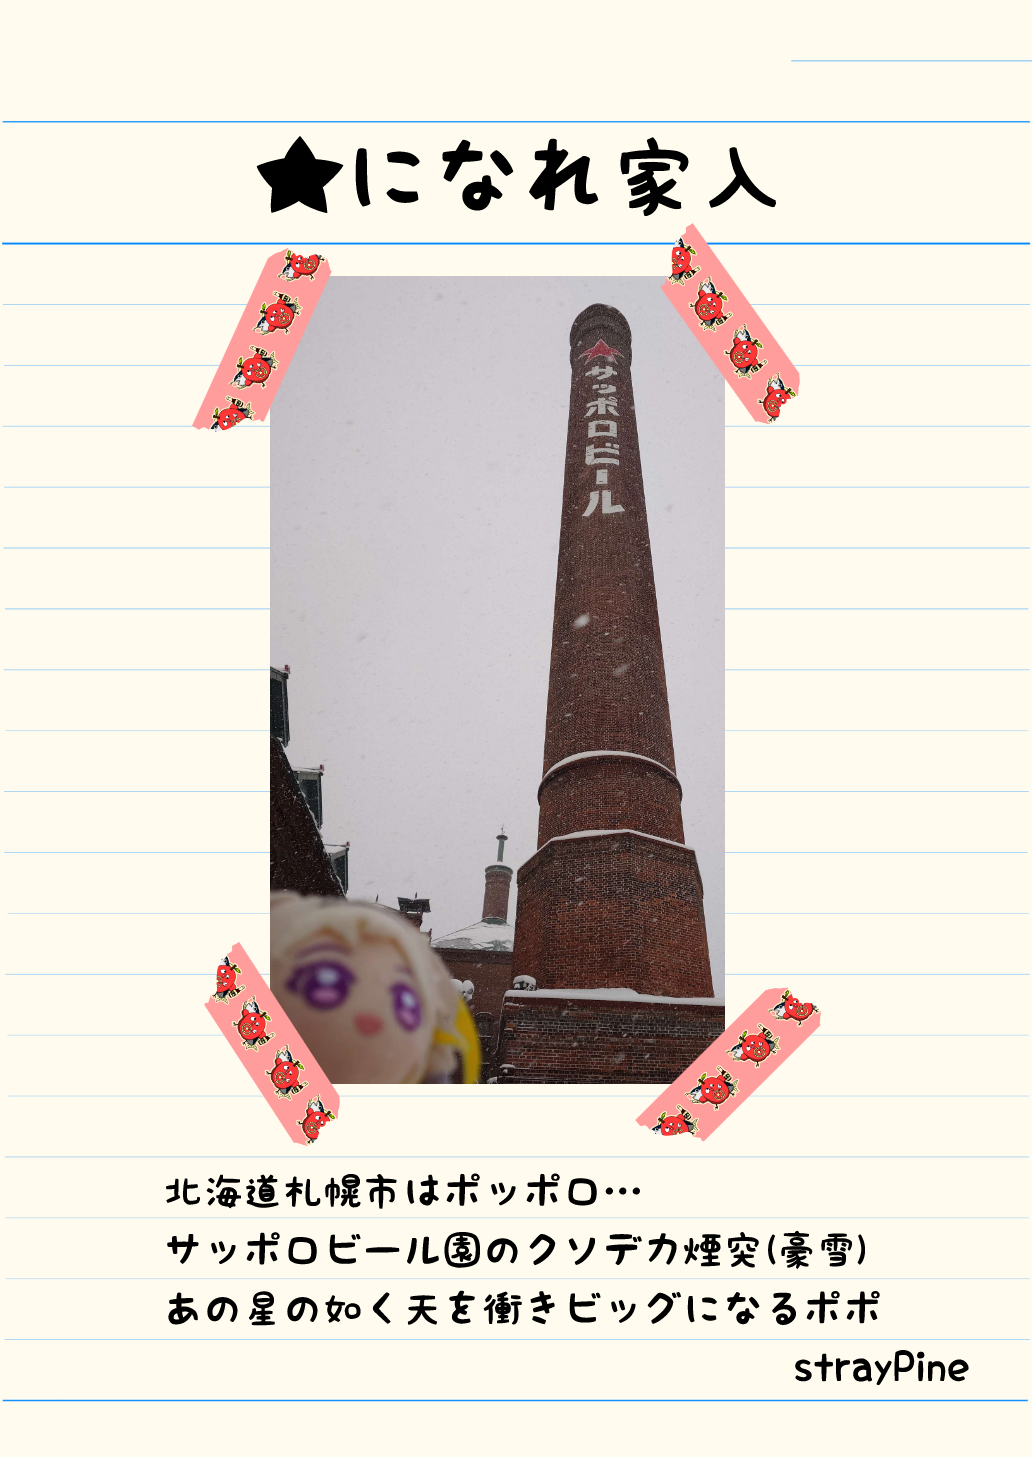 ★になれ家入
★サッポロビール
北海道札幌市はポッポロ…
サッポロビール園のクソデカ煙突(豪雪)
あの星の如く天を衝きビッグになるポポ
strayPine